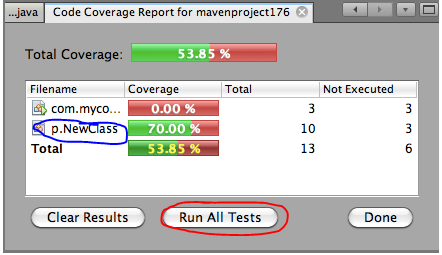 ...java Code Coverage Report for mavenproject176
Total Coverage: 53.85 %
Filename Coverage Total Not Executed
com.myco... 0.00 % 3 3
p.NewClass 70.00 % 10 3
Total 53.85 % 13 6
Clear Results Run All Tests Done